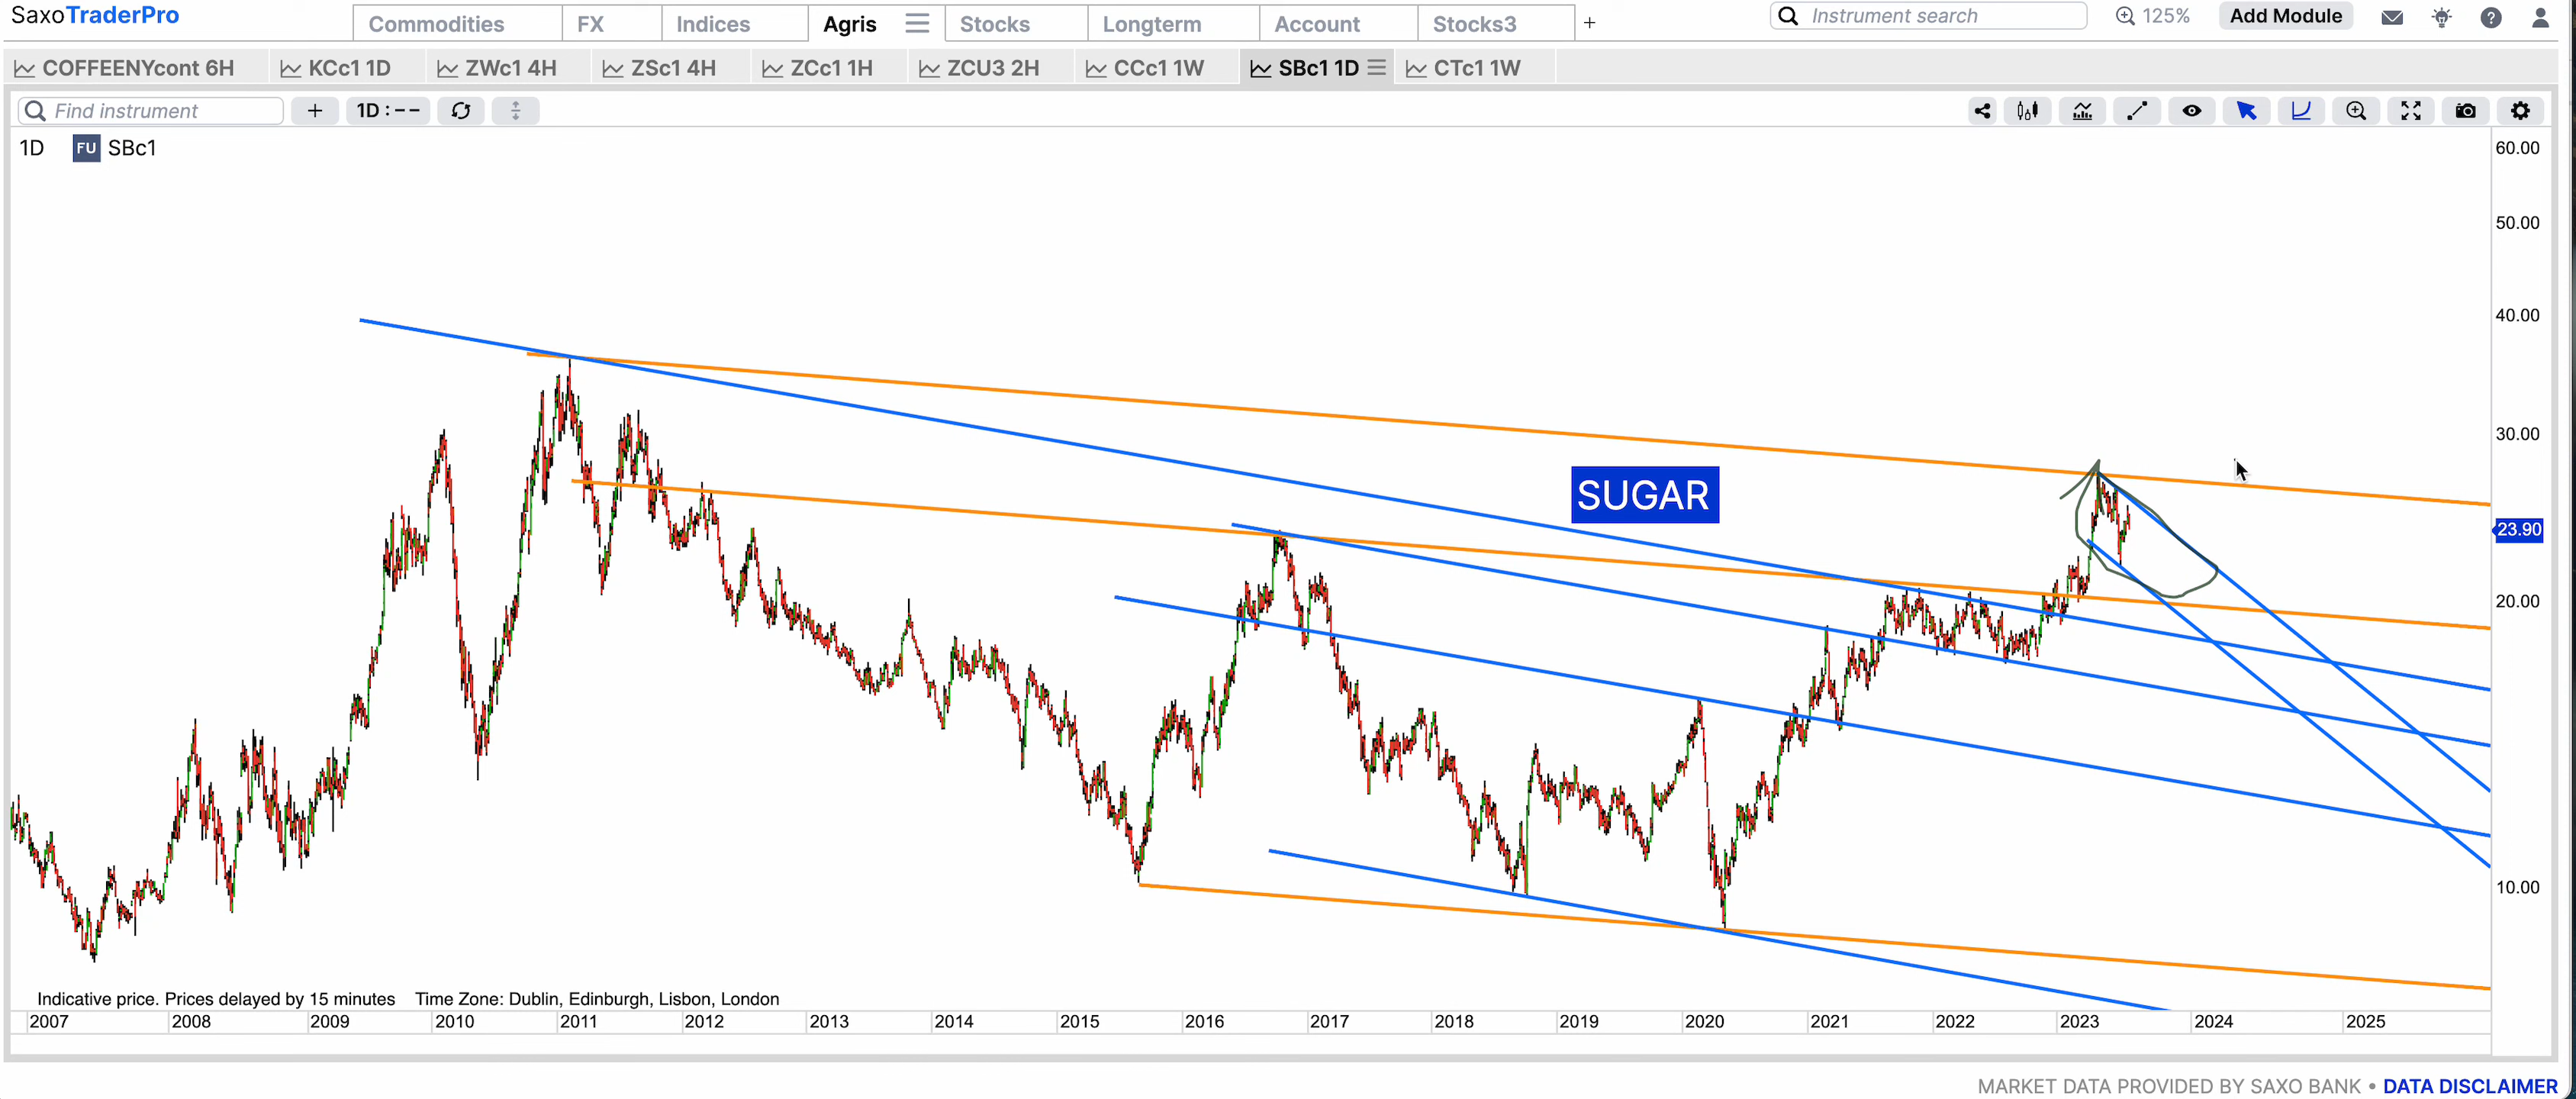 SaxoTraderPro
Commodities FX Indices Agris Stocks Longterm Account Stocks3 +
Instrument search 125% Add Module
COFFEENYcont 6H KCc1 1D ZWc1 4H ZSc1 4H ZCc1 1H ZCU3 2H CCc1 1W SBc1 1D CTc1 1W
Find instrument + 1D : --
1D FU SBc1
60.00
50.00
40.00
30.00
SUGAR
23.90
20.00
10.00
Indicative price. Prices delayed by 15 minutes Time Zone: Dublin, Edinburgh, Lisbon, London
2007 2008 2009 2010 2011 2012 2013 2014 2015 2016 2017 2018 2019 2020 2021 2022 2023 2024 2025
MARKET DATA PROVIDED BY SAXO BANK • DATA DISCLAIMER